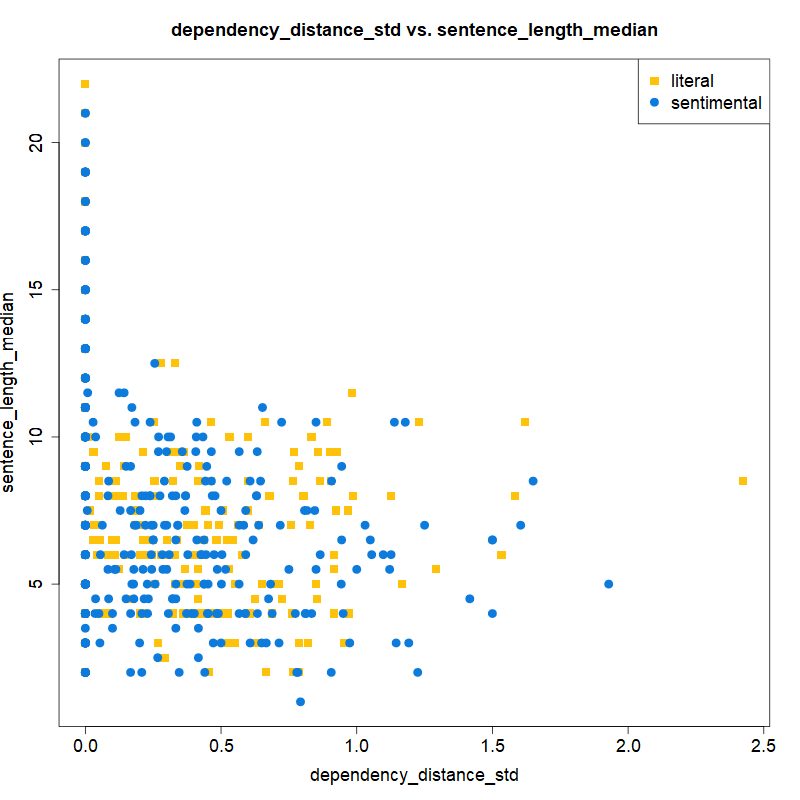 dependency_distance_std vs. sentence_length_median
literal
sentimental
20
15
10
5
sentence_length_median
0.0 0.5 1.0 1.5 2.0 2.5
dependency_distance_std